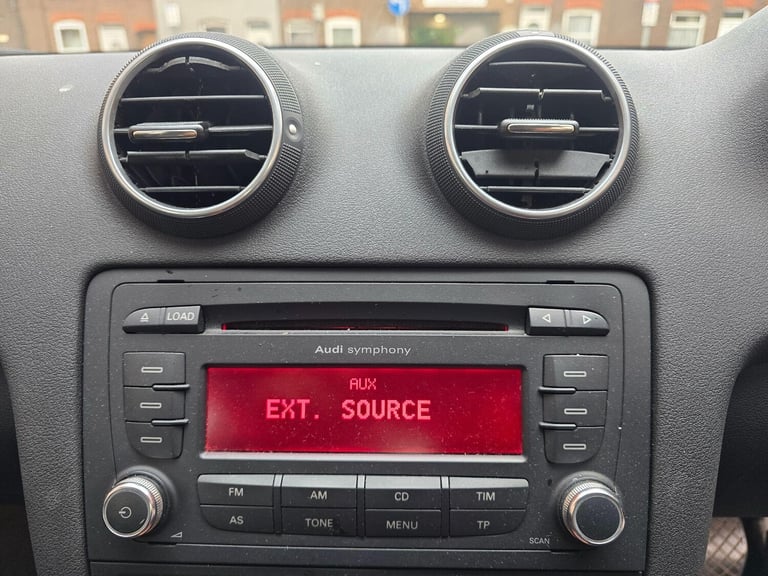 LOAD
Audi symphony
AUX
EXT. SOURCE
FM AM CD TIM
AS TONE MENU TP
SCAN